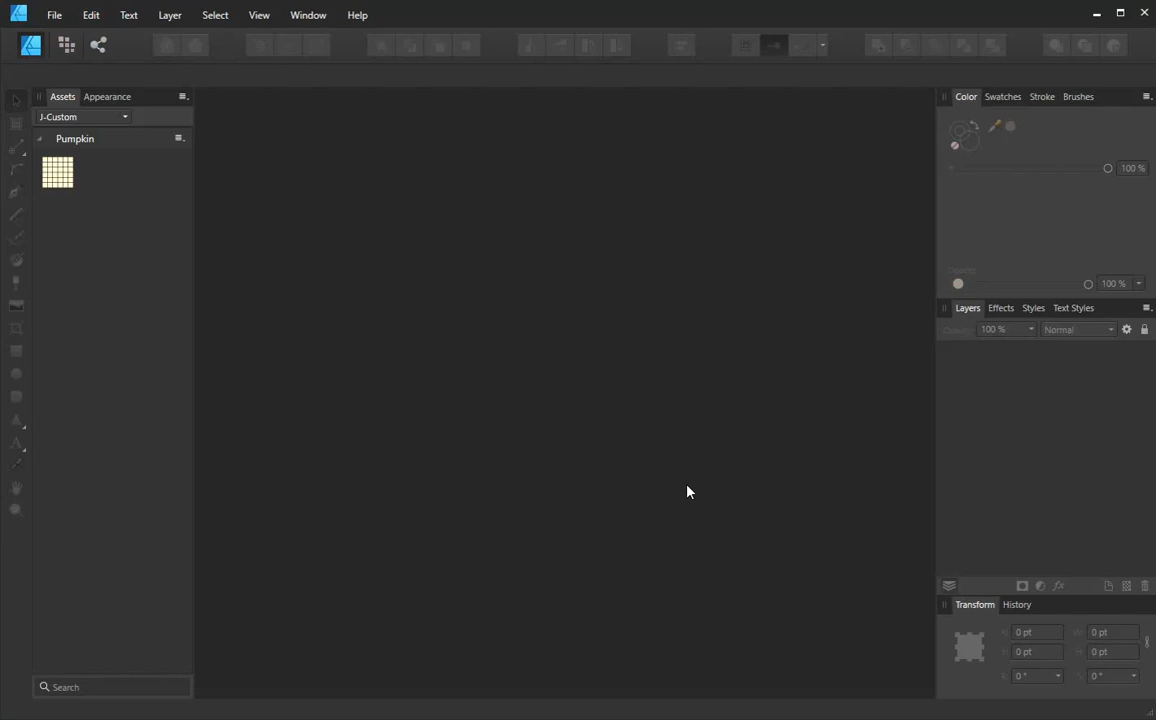 File Edit Text Layer Select View Window Help
Assets Appearance
J-Custom
Pumpkin
Search
Color Swatches Stroke Brushes
100 %
Opacity
100 %
Layers Effects Styles Text Styles
Opacity 100 % Normal
Transform History
X: 0 pt W: 0 pt
Y: 0 pt H: 0 pt
R: 0 ° S: 0 °